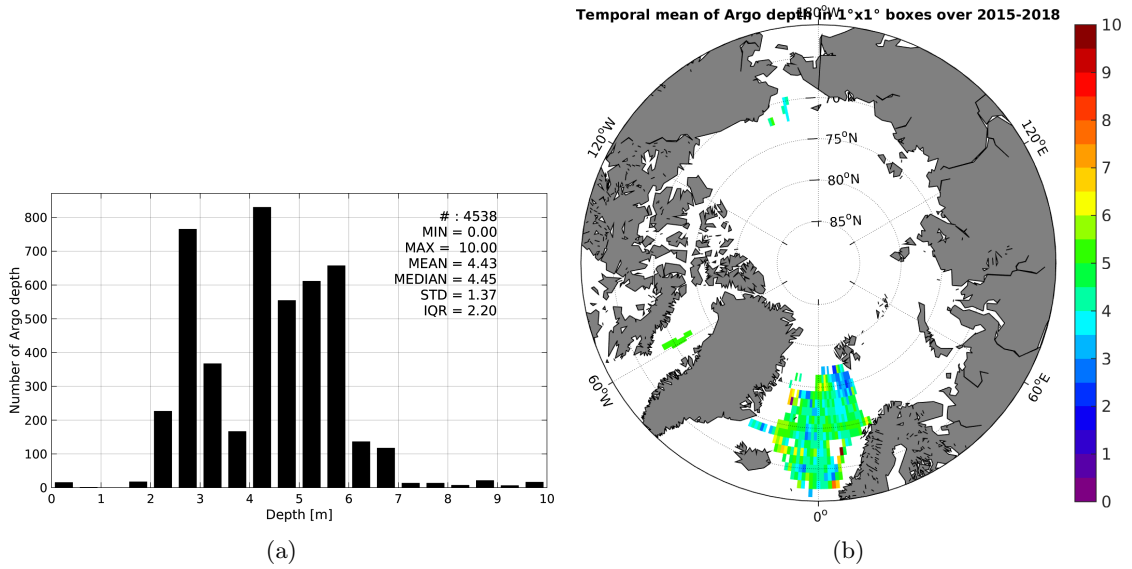 800
700
600
500
400
300
200
100
0
Number of Argo depth
# : 4538
MIN = 0.00
MAX = 10.00
MEAN = 4.43
MEDIAN = 4.45
STD = 1.37
IQR = 2.20
0 1 2 3 4 5 6 7 8 9 10
Depth [m]
(a)
Temporal mean of Argo depth in 1°x1° boxes over 2015-2018
180°W
120°W
120°E
60°W
60°E
0°
70°N
75°N
80°N
85°N
10
9
8
7
6
5
4
3
2
1
0
(b)